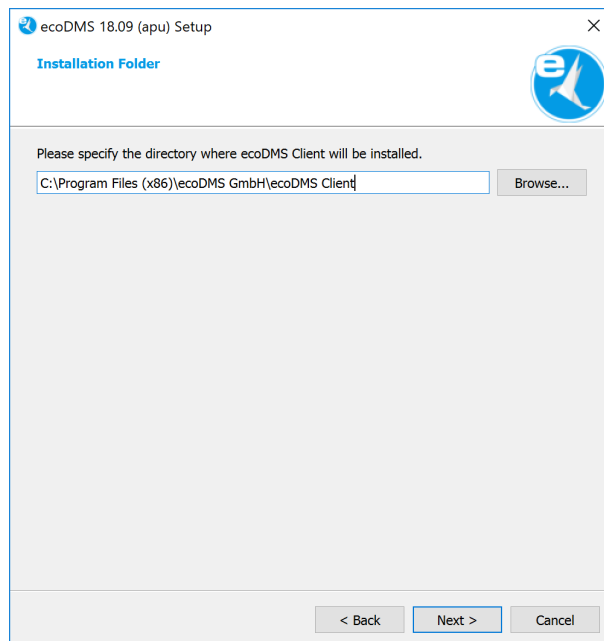 ecoDMS 18.09 (apu) Setup
Installation Folder
e
Please specify the directory where ecoDMS Client will be installed.
C:\Program Files (x86)\ecoDMS GmbH\ecoDMS Client
Browse...
< Back
Next >
Cancel